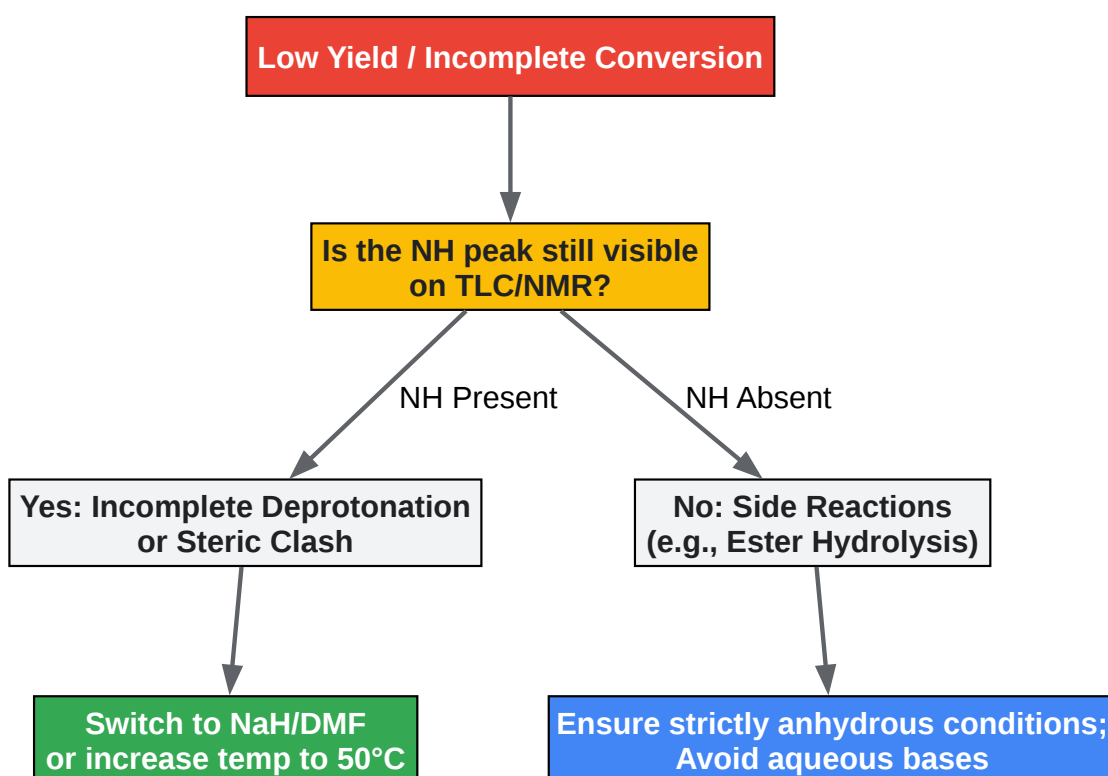 Low Yield / Incomplete Conversion
Is the NH peak still visible
on TLC/NMR?
NH Present
NH Absent
Yes: Incomplete Deprotonation
or Steric Clash
No: Side Reactions
(e.g., Ester Hydrolysis)
Switch to NaH/DMF
or increase temp to 50°C
Ensure strictly anhydrous conditions;
Avoid aqueous bases